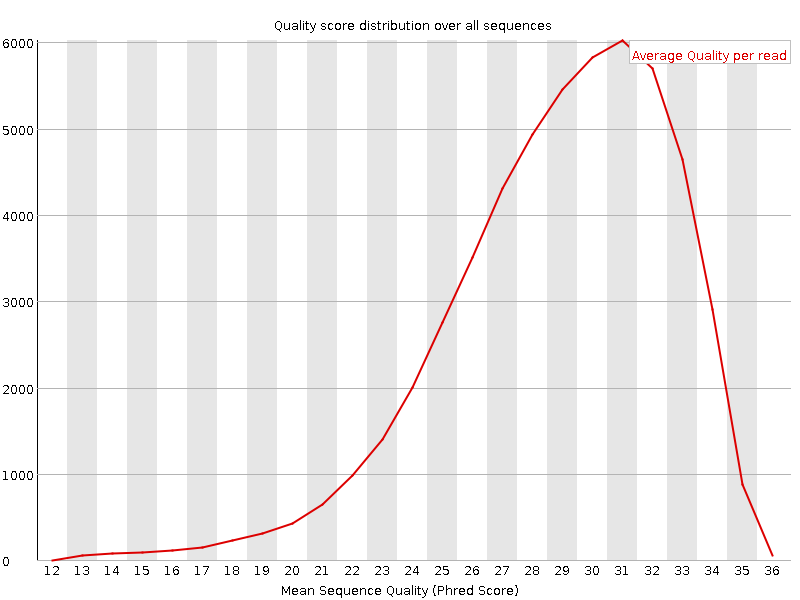 Quality score distribution over all sequences
6000
Average Quality per read
5000
4000
3000
2000
1000
0
12 13 14 15 16 17 18 19 20 21 22 23 24 25 26 27 28 29 30 31 32 33 34 35 36
Mean Sequence Quality (Phred Score)